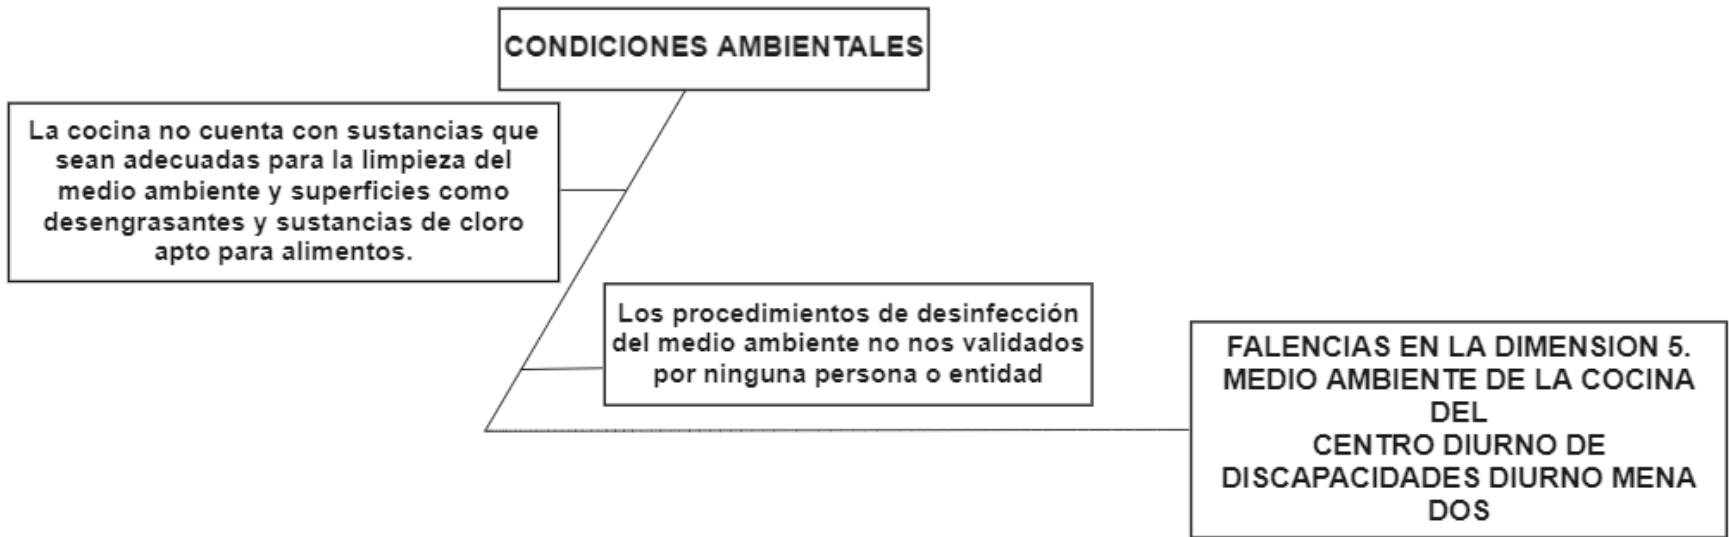 CONDICIONES AMBIENTALES
La cocina no cuenta con sustancias que
sean adecuadas para la limpieza del
medio ambiente y superficies como
desengrasantes y sustancias de cloro
apto para alimentos.
Los procedimientos de desinfección
del medio ambiente no nos validados
por ninguna persona o entidad
FALENCIAS EN LA DIMENSION 5.
MEDIO AMBIENTE DE LA COCINA
DEL
CENTRO DIURNO DE
DISCAPACIDADES DIURNO MENA
DOS